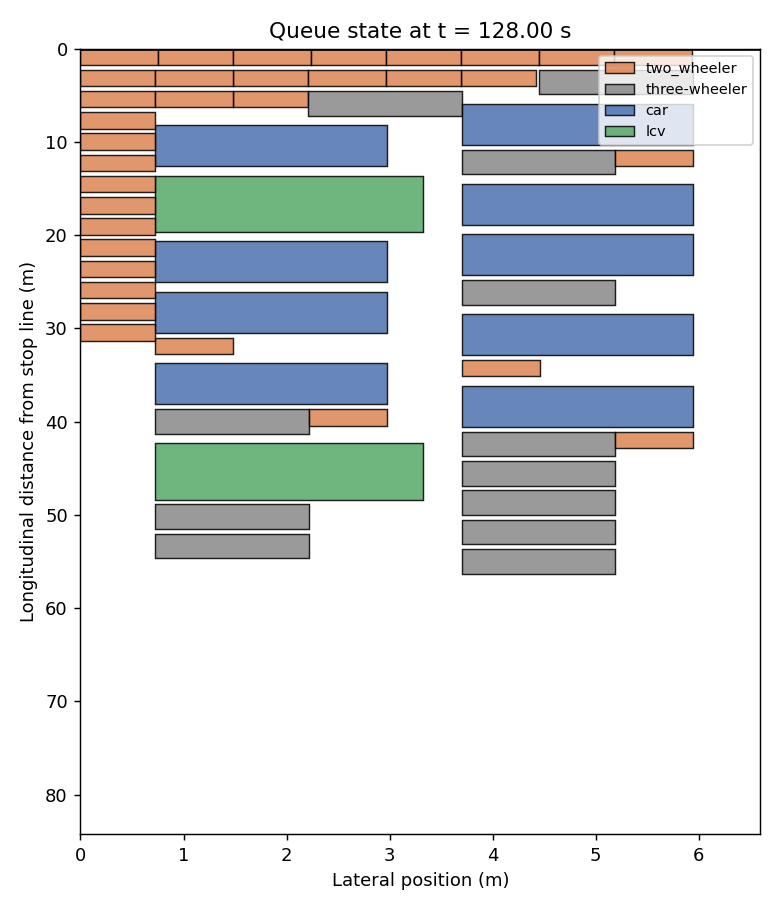 Queue state at t = 128.00 s
two_wheeler
three-wheeler
car
lcv
0
10
20
30
40
50
60
70
80
Longitudinal distance from stop line (m)
0 1 2 3 4 5 6
Lateral position (m)